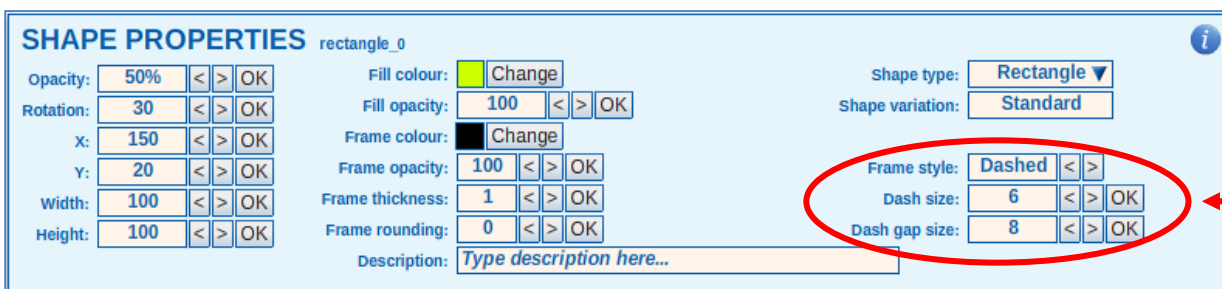 SHAPE PROPERTIES rectangle_0
i
Opacity: 50% < > OK
Fill colour: Change
Shape type: Rectangle ▼
Rotation: 30 < > OK
Fill opacity: 100 < > OK
Shape variation: Standard
X: 150 < > OK
Frame colour: Change
Y: 20 < > OK
Frame opacity: 100 < > OK
Frame style: Dashed < >
Width: 100 < > OK
Frame thickness: 1 < > OK
Dash size: 6 < > OK
Height: 100 < > OK
Frame rounding: 0 < > OK
Dash gap size: 8 < > OK
Description: Type description here...